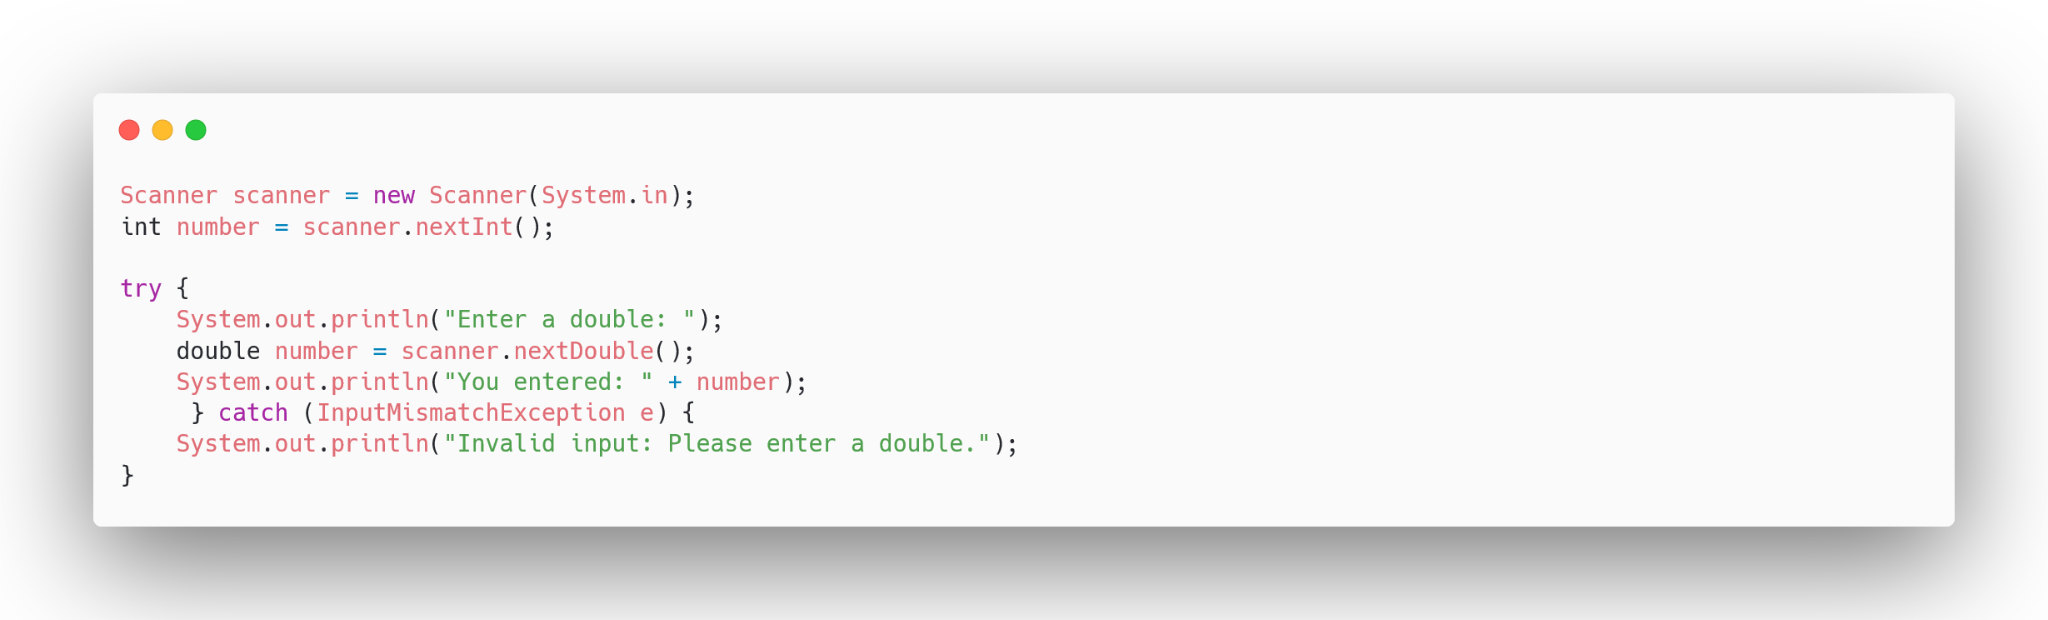 Scanner scanner = new Scanner(System.in);
int number = scanner.nextInt();

try {
    System.out.println("Enter a double: ");
    double number = scanner.nextDouble();
    System.out.println("You entered: " + number);
     } catch (InputMismatchException e) {
    System.out.println("Invalid input: Please enter a double.");
}